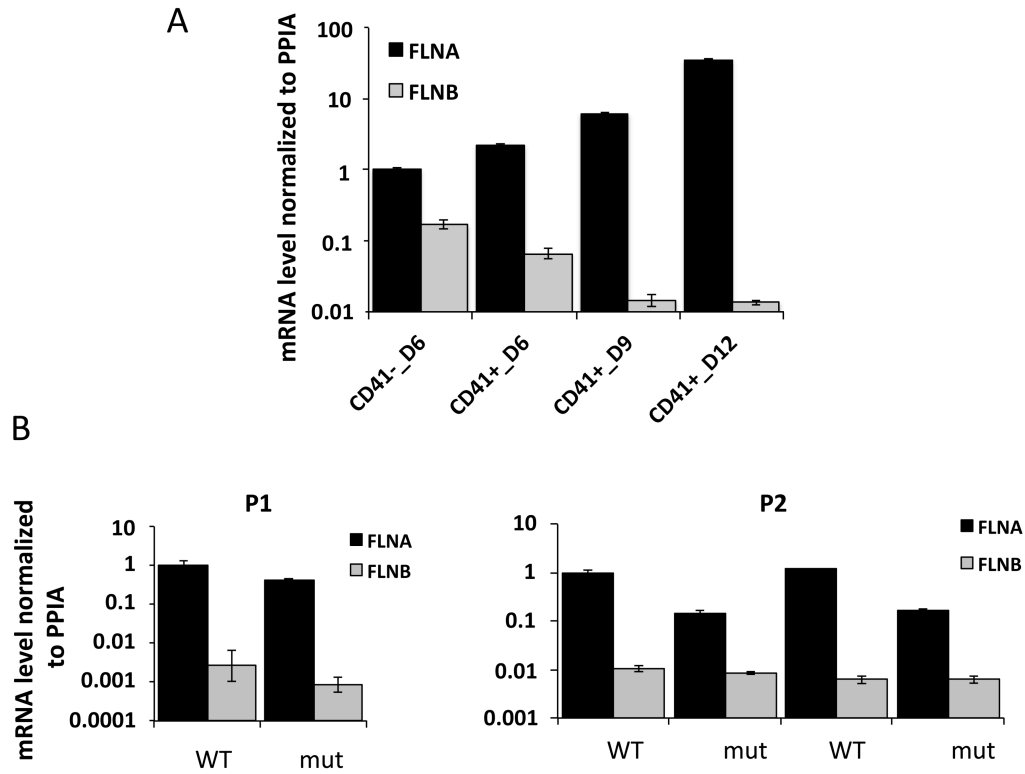 A
mRNA level normalized to PPIA
100
10
1
0.1
0.01
FLNA
FLNB
CD41-_D6
CD41+_D6
CD41+_D9
CD41+_D12
B
mRNA level normalized
to PPIA
P1
10
1
0.1
0.01
0.001
0.0001
FLNA
FLNB
WT
mut
P2
10
1
0.1
0.01
0.001
FLNA
FLNB
WT
mut
WT
mut